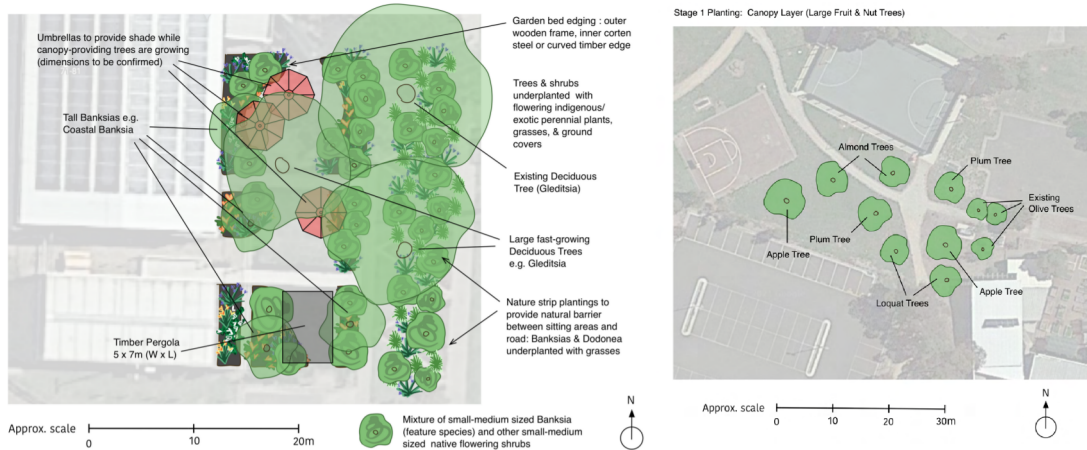 Umbrellas to provide shade while
canopy-providing trees are growing
(dimensions to be confirmed)
Tall Banksias e.g.
Coastal Banksia
Timber Pergola
5 x 7m (W x L)
Garden bed edging : outer
wooden frame, inner corten
steel or curved timber edge
Trees & shrubs
underplanted with
flowering indigenous/
exotic perennial plants,
grasses, & ground
covers
Existing Deciduous
Tree (Gleditsia)
Large fast-growing
Deciduous Trees
e.g. Gleditsia
Nature strip plantings to
provide natural barrier
between sitting areas and
road: Banksias & Dodonea
underplanted with grasses
Approx. scale
0
10
20m
Mixture of small-medium sized Banksia
(feature species) and other small-medium
sized native flowering shrubs
N
Stage 1 Planting: Canopy Layer (Large Fruit & Nut Trees)
Almond Trees
Plum Tree
Existing
Olive Trees
Plum Tree
Apple Tree
Loquat Trees
Apple Tree
Approx. scale
0
10
20
30m
N